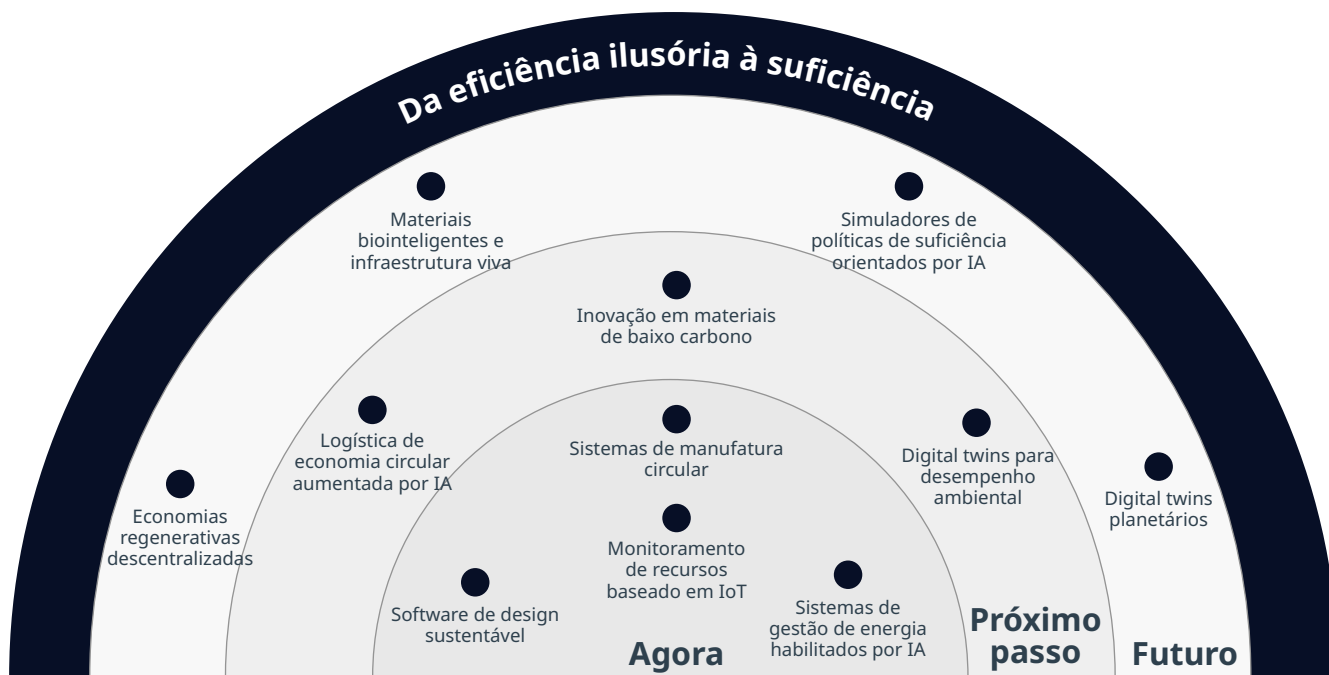 Da eficiência ilusória à suficiência
Materiais
biointeligentes e
infraestrutura viva
Simuladores de
políticas de suficiência
orientados por IA
Inovação em materiais
de baixo carbono
Logística de
economia circular
aumentada por IA
Sistemas de manufatura
circular
Digital twins para
desempenho
ambiental
Digital twins
planetários
Economias
regenerativas
descentralizadas
Monitoramento
de recursos
baseado em IoT
Software de design
sustentável
Sistemas de
gestão de energia
habilitados por IA
Agora
Próximo
passo
Futuro